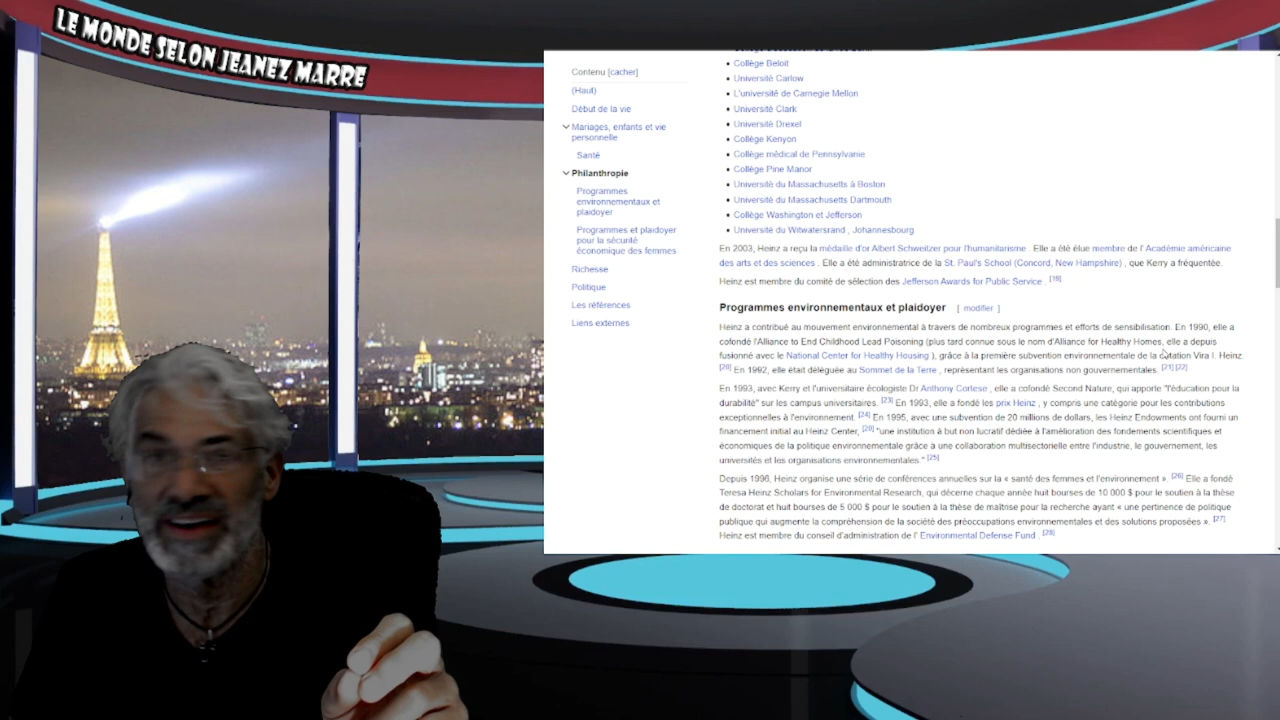 LE MONDE SELON JEANEZ MARRE
Contenu [cacher]
(Haut)
Début de la vie
Mariages, enfants et vie
personnelle
Santé
Philanthropie
Programmes
environnementaux et
plaidoyer
Programmes et plaidoyer
pour la sécurité
économique des femmes
Richesse
Politique
Les références
Liens externes
• Collège Beloit
• Université Carlow
• L'université de Carnegie Mellon
• Université Clark
• Université Drexel
• Collège Kenyon
• Collège médical de Pennsylvanie
• Collège Pine Manor
• Université du Massachusetts à Boston
• Université du Massachusetts Dartmouth
• Collège Washington et Jefferson
• Université du Witwatersrand , Johannesbourg
En 2003, Heinz a reçu la médaille d'or Albert Schweitzer pour l'humanitarisme . Elle a été élue membre de l' Académie américaine
des arts et des sciences . Elle a été administratrice de la St. Paul's School (Concord, New Hampshire) , que Kerry a fréquentée.
Heinz est membre du comité de sélection des Jefferson Awards for Public Service . [19]
Programmes environnementaux et plaidoyer [ modifier ]
Heinz a contribué au mouvement environnemental à travers de nombreux programmes et efforts de sensibilisation. En 1990, elle a
cofondé l'Alliance to End Childhood Lead Poisoning (plus tard connue sous le nom d'Alliance for Healthy Homes, elle a depuis
fusionné avec le National Center for Healthy Housing ), grâce à la première subvention environnementale de la dotation Vira I. Heinz.
[20] En 1992, elle était déléguée au Sommet de la Terre , représentant les organisations non gouvernementales. [21] [22]
En 1993, avec Kerry et l'universitaire écologiste Dr Anthony Cortese , elle a cofondé Second Nature, qui apporte "l'éducation pour la
durabilité" sur les campus universitaires. [23] En 1993, elle a fondé les prix Heinz , y compris une catégorie pour les contributions
exceptionnelles à l'environnement. [24] En 1995, avec une subvention de 20 millions de dollars, les Heinz Endowments ont fourni un
financement initial au Heinz Center, [20] "une institution à but non lucratif dédiée à l'amélioration des fondements scientifiques et
économiques de la politique environnementale grâce à une collaboration multisectorielle entre l'industrie, le gouvernement, les
universités et les organisations environnementales." [25]
Depuis 1996, Heinz organise une série de conférences annuelles sur la « santé des femmes et l'environnement ». [26] Elle a fondé
Teresa Heinz Scholars for Environmental Research, qui décerne chaque année huit bourses de 10 000 $ pour le soutien à la thèse
de doctorat et huit bourses de 5 000 $ pour le soutien à la thèse de maîtrise pour la recherche ayant « une pertinence de politique
publique qui augmente la compréhension de la société des préoccupations environnementales et des solutions proposées ». [27]
Heinz est membre du conseil d'administration de l' Environmental Defense Fund . [28]